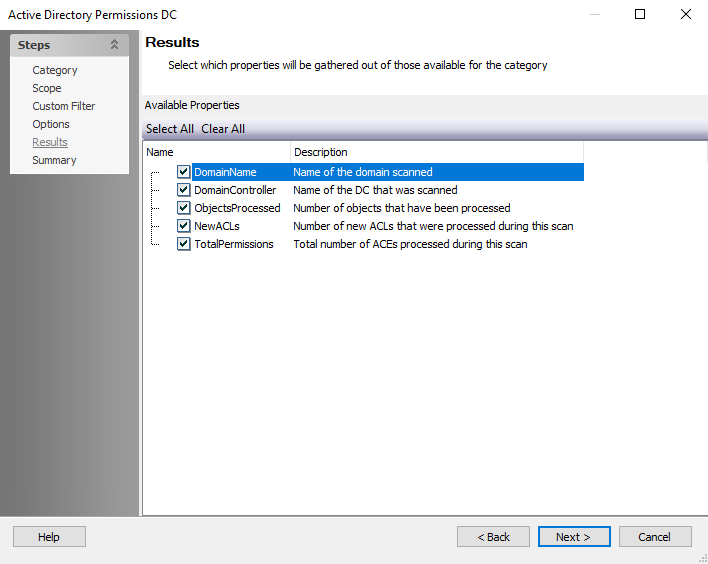 Active Directory Permissions DC
Steps
Category
Scope
Custom Filter
Options
Results
Summary
Results
Select which properties will be gathered out of those available for the category
Available Properties
Select All Clear All
Name Description
DomainName Name of the domain scanned
DomainController Name of the DC that was scanned
ObjectsProcessed Number of objects that have been processed
NewACLs Number of new ACLs that were processed during this scan
TotalPermissions Total number of ACEs processed during this scan
Help < Back Next > Cancel